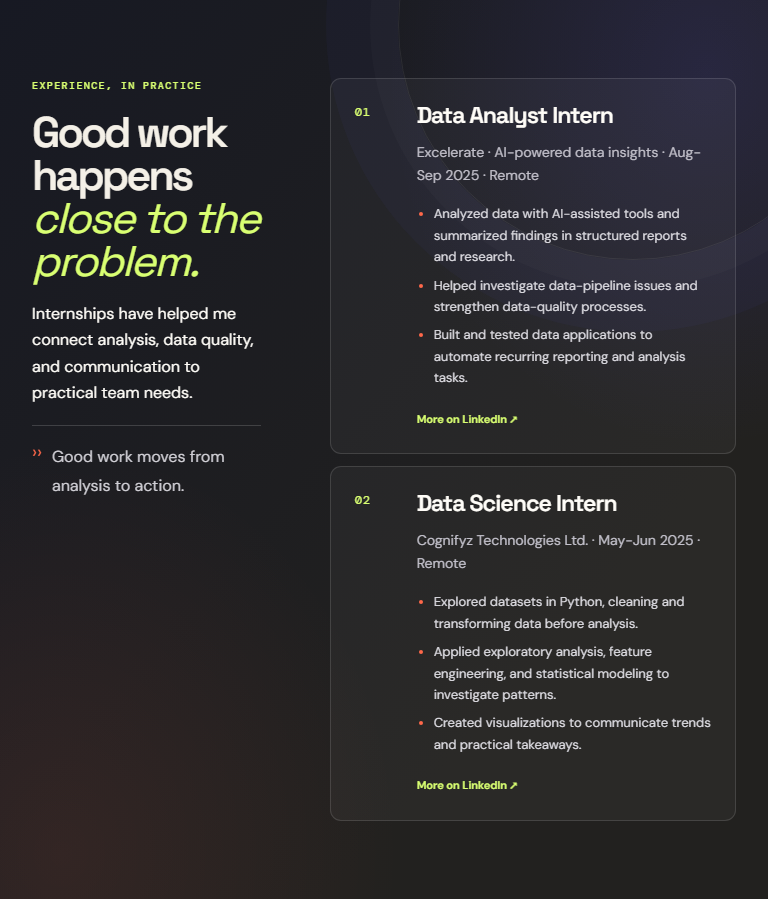 EXPERIENCE, IN PRACTICE
Good work
happens
close to the
problem.
Internships have helped me
connect analysis, data quality,
and communication to
practical team needs.
›› Good work moves from
analysis to action.
01
Data Analyst Intern
Excelerate · AI-powered data insights · Aug–
Sep 2025 · Remote
• Analyzed data with AI-assisted tools and
summarized findings in structured reports
and research.
• Helped investigate data-pipeline issues and
strengthen data-quality processes.
• Built and tested data applications to
automate recurring reporting and analysis
tasks.
More on LinkedIn ↗
02
Data Science Intern
Cognifyz Technologies Ltd. · May–Jun 2025 ·
Remote
• Explored datasets in Python, cleaning and
transforming data before analysis.
• Applied exploratory analysis, feature
engineering, and statistical modeling to
investigate patterns.
• Created visualizations to communicate trends
and practical takeaways.
More on LinkedIn ↗